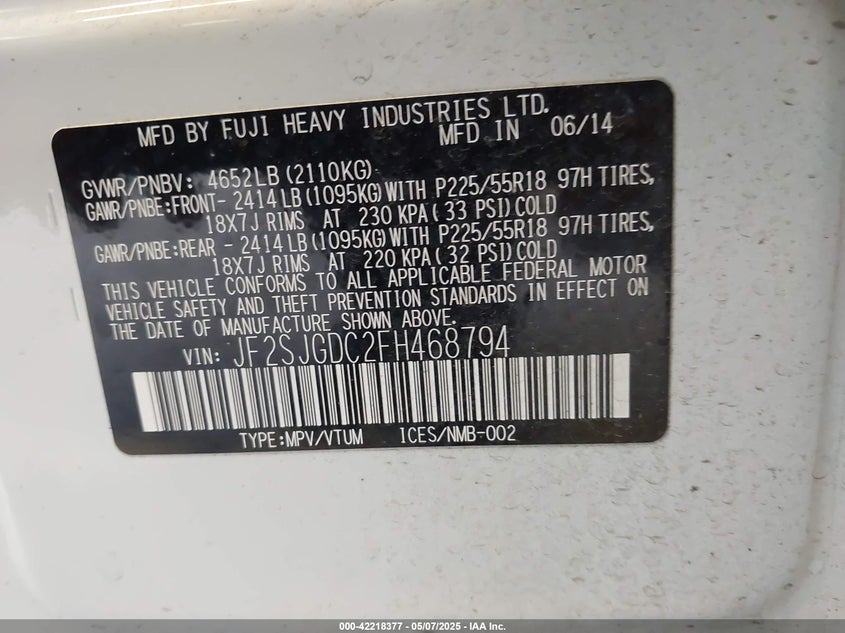 MFD BY FUJI HEAVY INDUSTRIES LTD.
MFD IN 06/14
GVWR/PNBV: 4652LB (2110KG)
GAWR/PNBE:FRONT- 2414LB (1095KG) WITH P225/55R18 97H TIRES,
18X7J RIMS AT 230 KPA ( 33 PSI) COLD
GAWR/PNBE:REAR - 2414LB (1095KG) WITH P225/55R18 97H TIRES,
18X7J RIMS AT 220 KPA ( 32 PSI) COLD
THIS VEHICLE CONFORMS TO ALL APPLICABLE FEDERAL MOTOR
VEHICLE SAFETY AND THEFT PREVENTION STANDARDS IN EFFECT ON
THE DATE OF MANUFACTURE SHOWN ABOVE.
VIN: JF2SJGDC2FH468794
TYPE:MPV/VTUM ICES/NMB-002
000-42218377 - 05/07/2025 - IAA Inc.